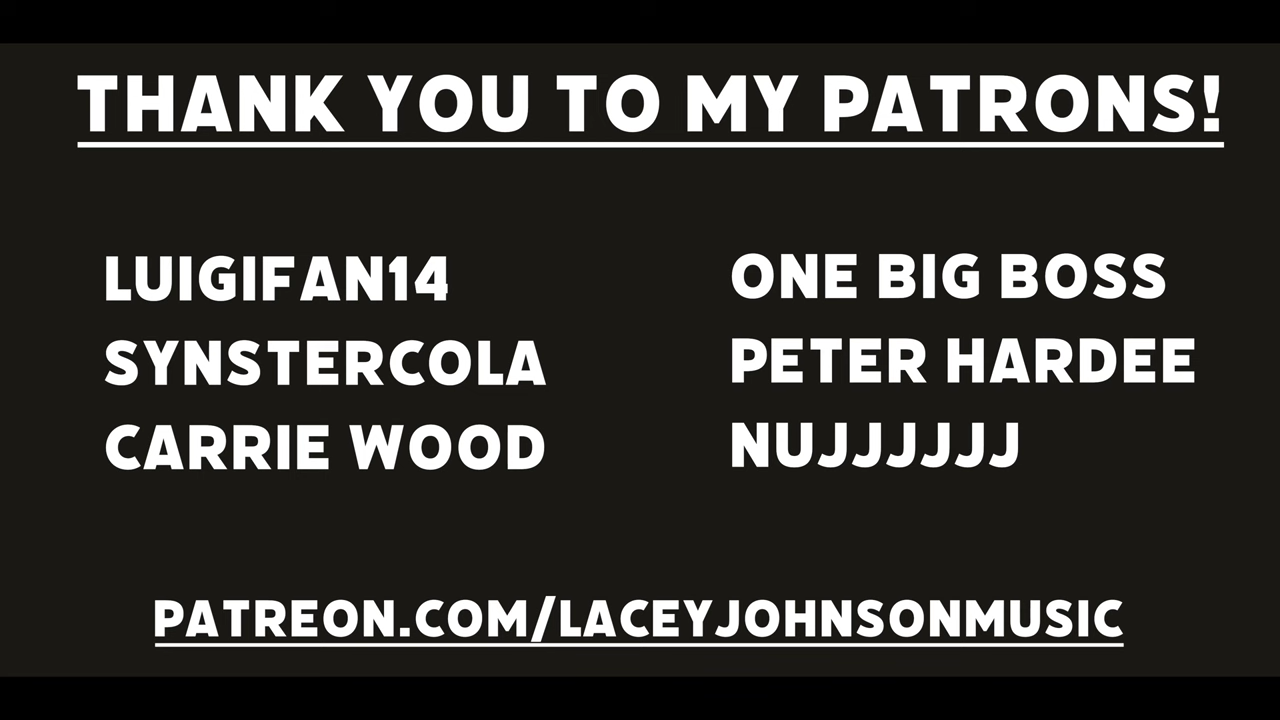 THANK YOU TO MY PATRONS!
LUIGIFAN14
SYNSTERCOLA
CARRIE WOOD
ONE BIG BOSS
PETER HARDEE
NUJJJJJJ
PATREON.COM/LACEYJOHNSONMUSIC